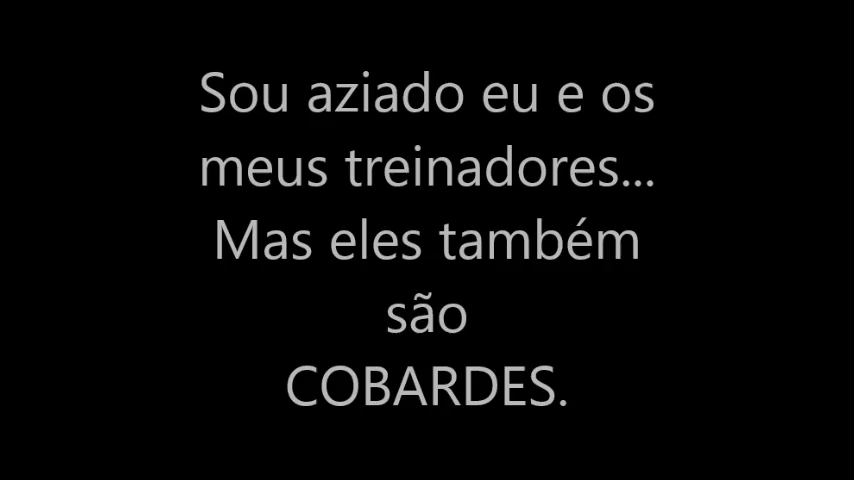 Sou aziado eu e os
meus treinadores...
Mas eles também
são
COBARDES.